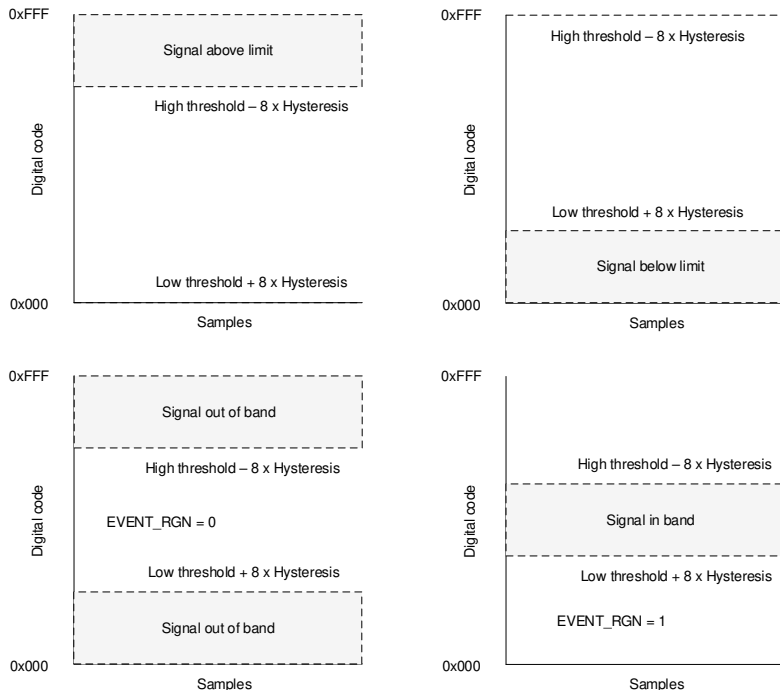 0xFFF
Signal above limit
High threshold – 8 x Hysteresis
Digital code
Low threshold + 8 x Hysteresis
0x000
Samples
0xFFF
High threshold – 8 x Hysteresis
Digital code
Low threshold + 8 x Hysteresis
Signal below limit
0x000
Samples
0xFFF
Signal out of band
High threshold – 8 x Hysteresis
EVENT_RGN = 0
Digital code
Low threshold + 8 x Hysteresis
Signal out of band
0x000
Samples
0xFFF
High threshold – 8 x Hysteresis
Signal in band
Digital code
Low threshold + 8 x Hysteresis
EVENT_RGN = 1
0x000
Samples